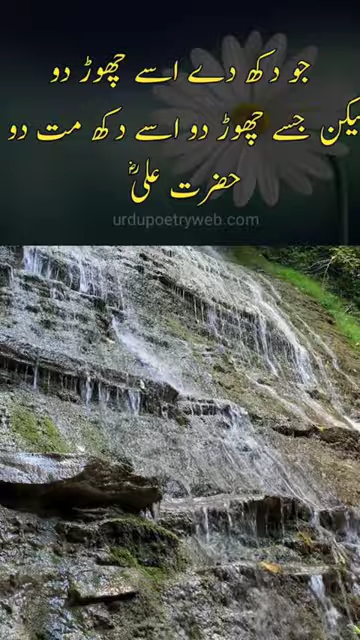 جو دکھ دے اسے چھوڑ دو
لیکن جسے چھوڑ دو اسے دکھ مت دو
حضرت علیؓ
urdupoetryweb.com